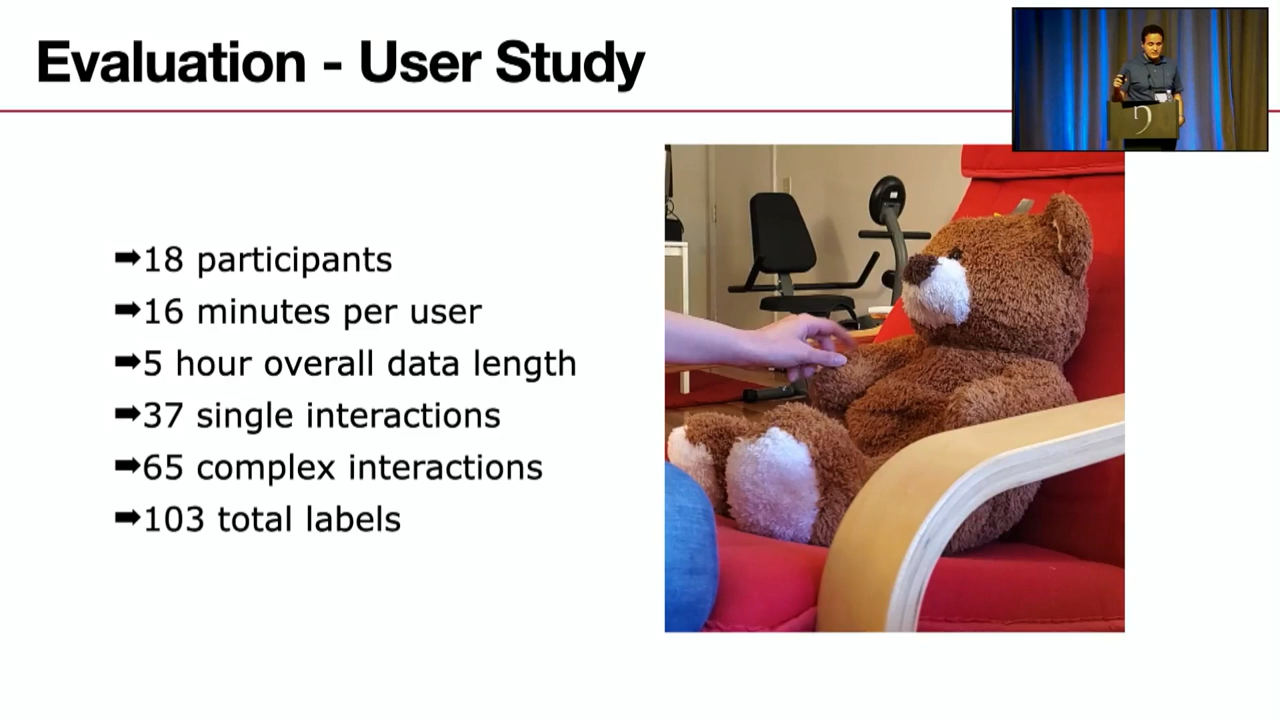 Evaluation - User Study
➡18 participants
➡16 minutes per user
➡5 hour overall data length
➡37 single interactions
➡65 complex interactions
➡103 total labels